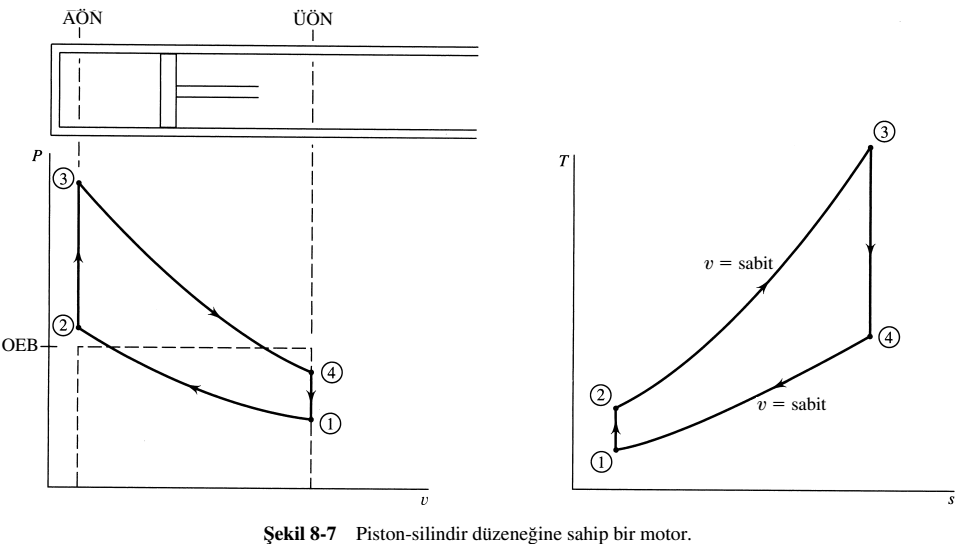 AÖN
ÜÖN
P
T
3
3
v = sabit
2
OEB
4
4
2
v = sabit
1
1
v
s
Şekil 8-7 Piston-silindir düzeneğine sahip bir motor.